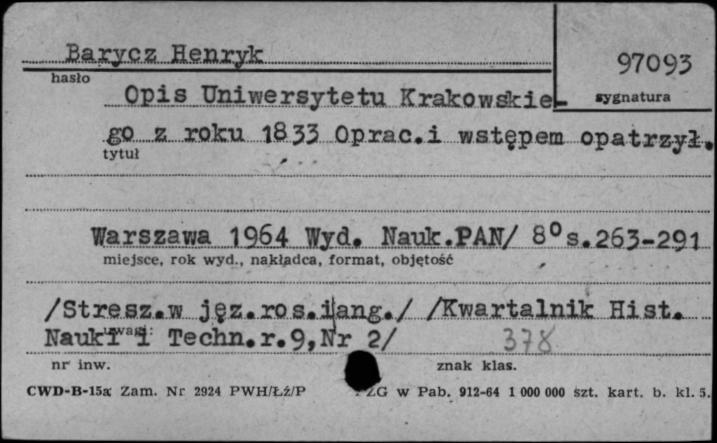 Barycz Henryk
97093
hasło
sygnatura
Opis Uniwersytetu Krakowskie-
go z roku 1833 Oprac.i wstępem opatrzył.
tytuł
Warszawa 1964 Wyd. Nauk.PAN/ 8° s.263-291
miejsce, rok wyd., nakładca, format, objętość
/Stresz.w jęz.ros.iang./ /Kwartalnik Hist.
uwagi:
Nauki i Techn.r.9,Nr 2/
378
nr inw.
znak klas.
CWD-B-15a Zam. Nr 2924 PWH/Łż/P
PZG w Pab. 912-64 1 000 000 szt. kart. b. kl. 5.